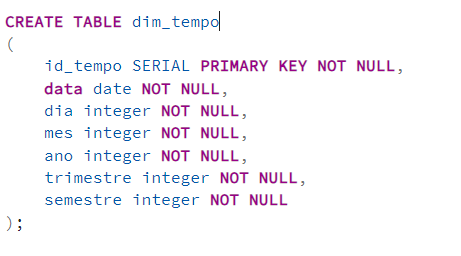 CREATE TABLE dim_tempo
(
id_tempo SERIAL PRIMARY KEY NOT NULL,
data date NOT NULL,
dia integer NOT NULL,
mes integer NOT NULL,
ano integer NOT NULL,
trimestre integer NOT NULL,
semestre integer NOT NULL
);